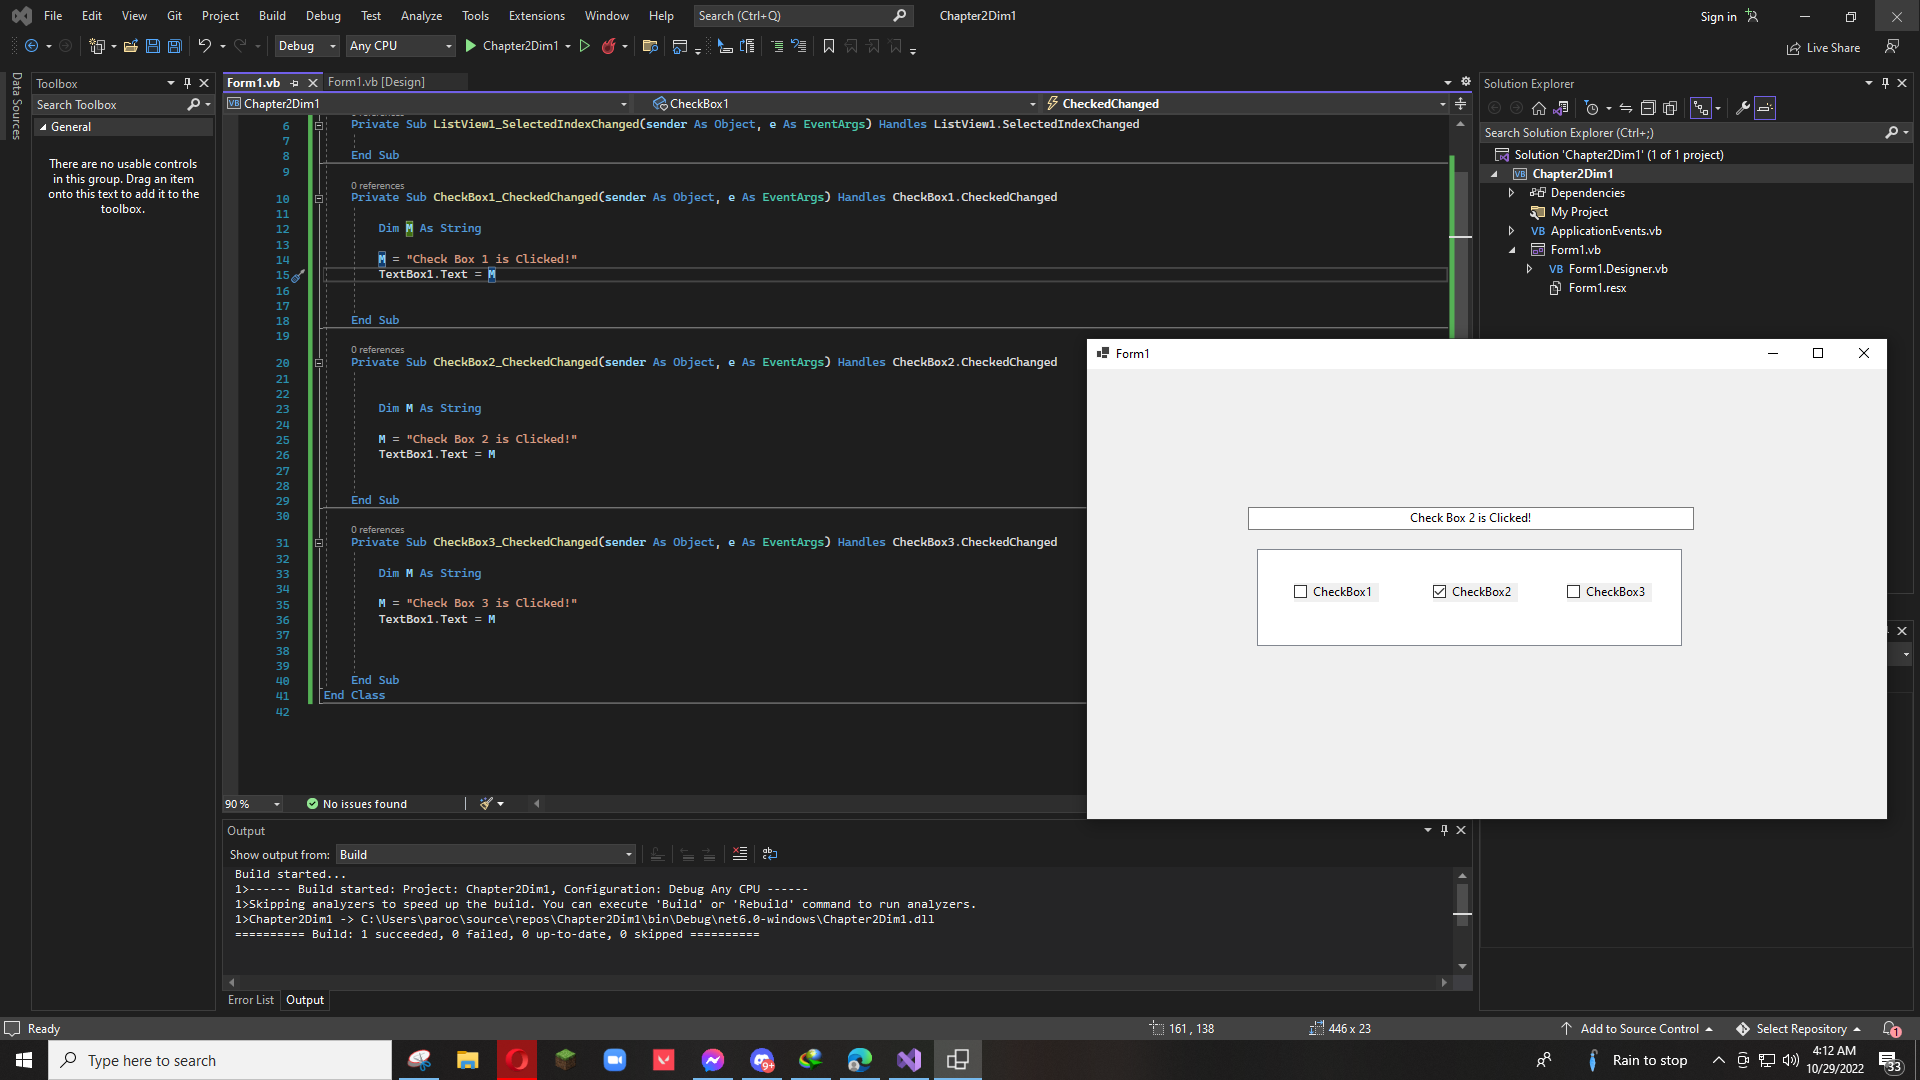 File Edit View Git Project Build Debug Test Analyze Tools Extensions Window Help Search (Ctrl+Q) Chapter2Dim1 Sign in
Debug Any CPU Chapter2Dim1 Live Share
Data Sources
Toolbox
Search Toolbox
General
There are no usable controls
in this group. Drag an item
onto this text to add it to the
toolbox.
Form1.vb Form1.vb [Design]
VB Chapter2Dim1 CheckBox1 CheckedChanged
6 Private Sub ListView1_SelectedIndexChanged(sender As Object, e As EventArgs) Handles ListView1.SelectedIndexChanged
7
8 End Sub
9
0 references
10 Private Sub CheckBox1_CheckedChanged(sender As Object, e As EventArgs) Handles CheckBox1.CheckedChanged
11
12 Dim M As String
13
14 M = "Check Box 1 is Clicked!"
15 TextBox1.Text = M
16
17
18 End Sub
19
0 references
20 Private Sub CheckBox2_CheckedChanged(sender As Object, e As EventArgs) Handles CheckBox2.CheckedChanged
21
22
23 Dim M As String
24
25 M = "Check Box 2 is Clicked!"
26 TextBox1.Text = M
27
28
29 End Sub
30
0 references
31 Private Sub CheckBox3_CheckedChanged(sender As Object, e As EventArgs) Handles CheckBox3.CheckedChanged
32
33 Dim M As String
34
35 M = "Check Box 3 is Clicked!"
36 TextBox1.Text = M
37
38
39
40 End Sub
41 End Class
42
90 % No issues found
Solution Explorer
Search Solution Explorer (Ctrl+;)
Solution 'Chapter2Dim1' (1 of 1 project)
VB Chapter2Dim1
Dependencies
My Project
VB ApplicationEvents.vb
Form1.vb
VB Form1.Designer.vb
Form1.resx
Form1
Check Box 2 is Clicked!
CheckBox1 CheckBox2 CheckBox3
Output
Show output from: Build
Build started...
1>------ Build started: Project: Chapter2Dim1, Configuration: Debug Any CPU ------
1>Skipping analyzers to speed up the build. You can execute 'Build' or 'Rebuild' command to run analyzers.
1>Chapter2Dim1 -> C:\Users\paroc\source\repos\Chapter2Dim1\bin\Debug\net6.0-windows\Chapter2Dim1.dll
========== Build: 1 succeeded, 0 failed, 0 up-to-date, 0 skipped ==========
Error List Output
Ready 161 , 138 446 x 23 Add to Source Control Select Repository 1
Type here to search 9+ Rain to stop 4:12 AM
10/29/2022 33